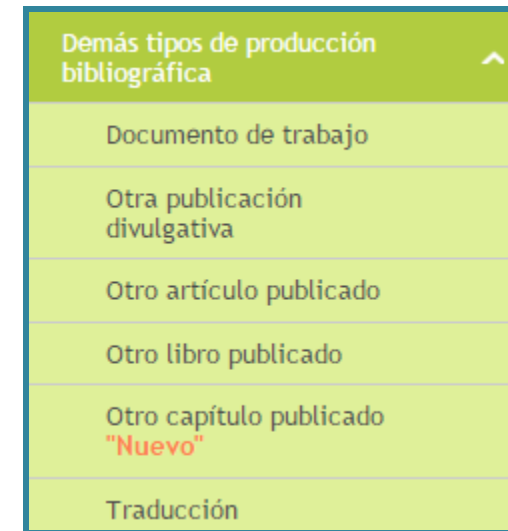 Demás tipos de producción
bibliográfica
Documento de trabajo
Otra publicación
divulgativa
Otro artículo publicado
Otro libro publicado
Otro capítulo publicado
"Nuevo"
Traducción